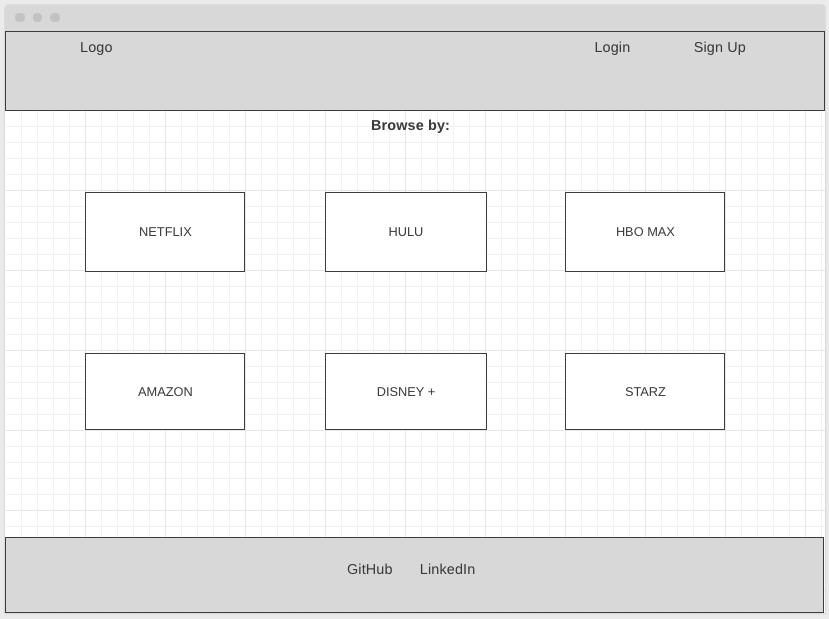 Logo Login Sign Up
Browse by:
NETFLIX HULU HBO MAX
AMAZON DISNEY + STARZ
GitHub LinkedIn